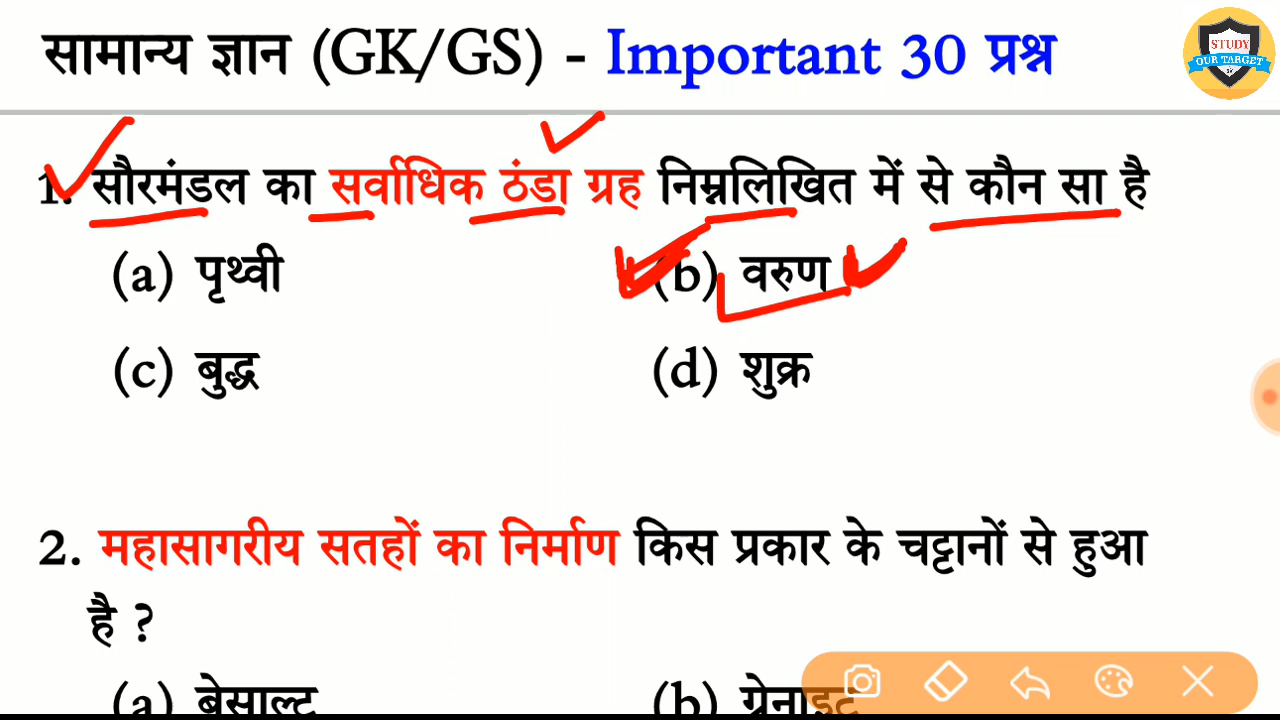 सामान्य ज्ञान (GK/GS) - Important 30 प्रश्न
STUDY
OUR TARGET
1. सौरमंडल का सर्वाधिक ठंडा ग्रह निम्नलिखित में से कौन सा है
(a) पृथ्वी (b) वरुण
(c) बुद्ध (d) शुक्र
2. महासागरीय सतहों का निर्माण किस प्रकार के चट्टानों से हुआ
है ?
(a) बेसाल्ट (b) ग्रेनाइट